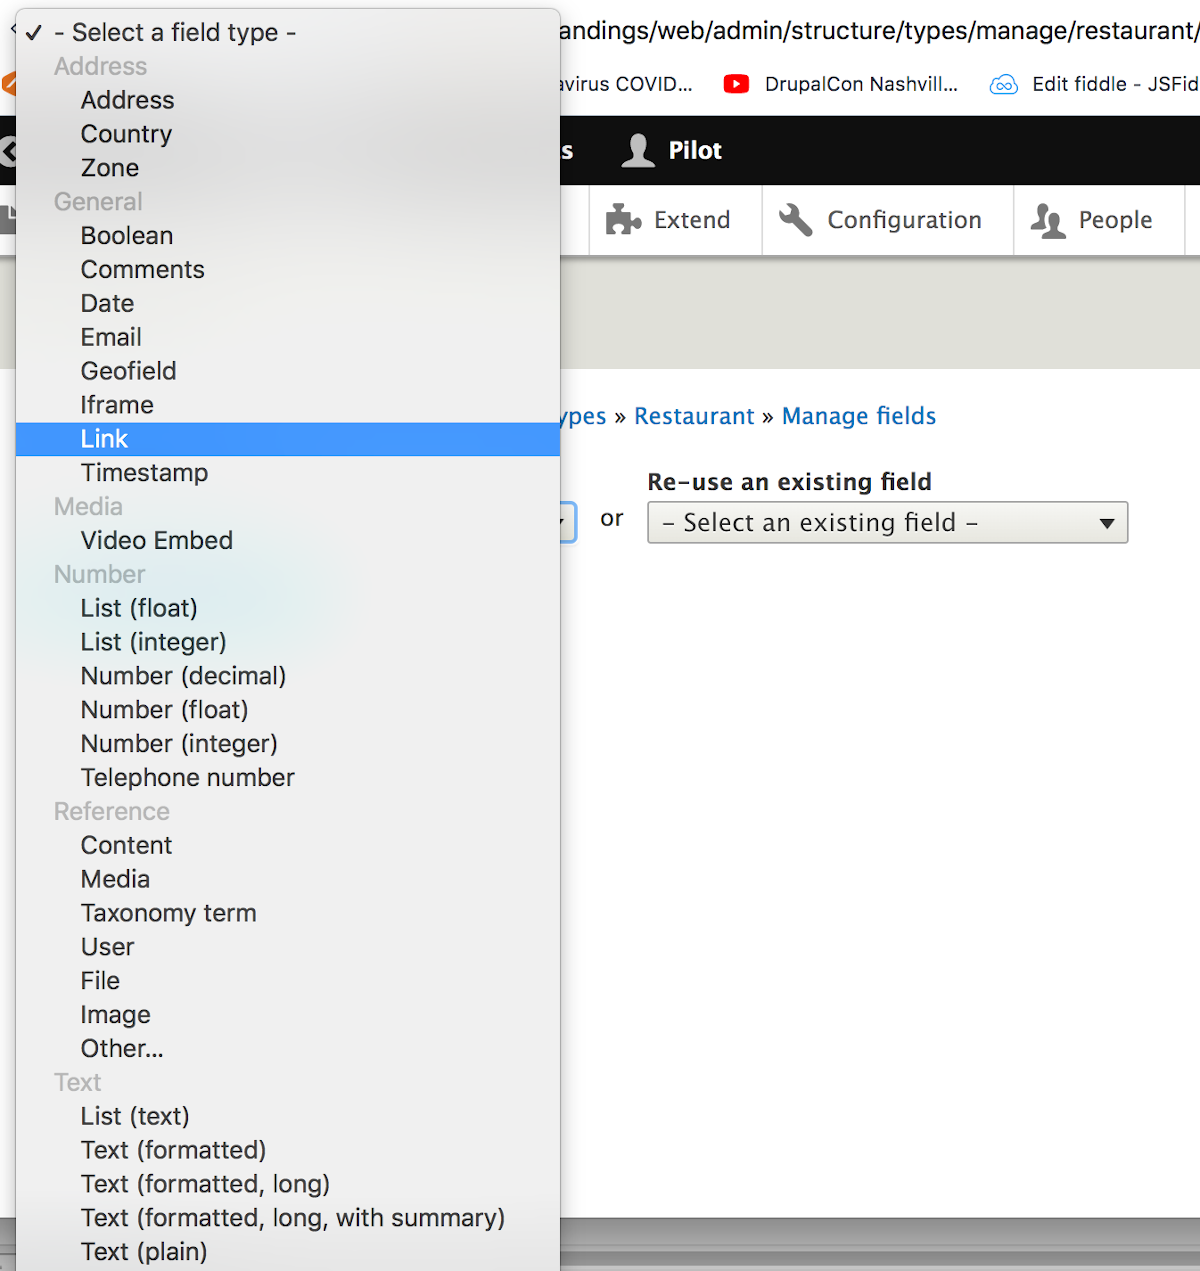 ✓ - Select a field type -
andings/web/admin/structure/types/manage/restaurant/
Address
avirus COVID... DrupalCon Nashvill... Edit fiddle - JSFid
Address
Country
s Pilot
Zone
General
Extend Configuration People
Boolean
Comments
Date
Email
Geofield
Iframe
ypes » Restaurant » Manage fields
Link
Timestamp
Re-use an existing field
Media
or - Select an existing field -
Video Embed
Number
List (float)
List (integer)
Number (decimal)
Number (float)
Number (integer)
Telephone number
Reference
Content
Media
Taxonomy term
User
File
Image
Other...
Text
List (text)
Text (formatted)
Text (formatted, long)
Text (formatted, long, with summary)
Text (plain)